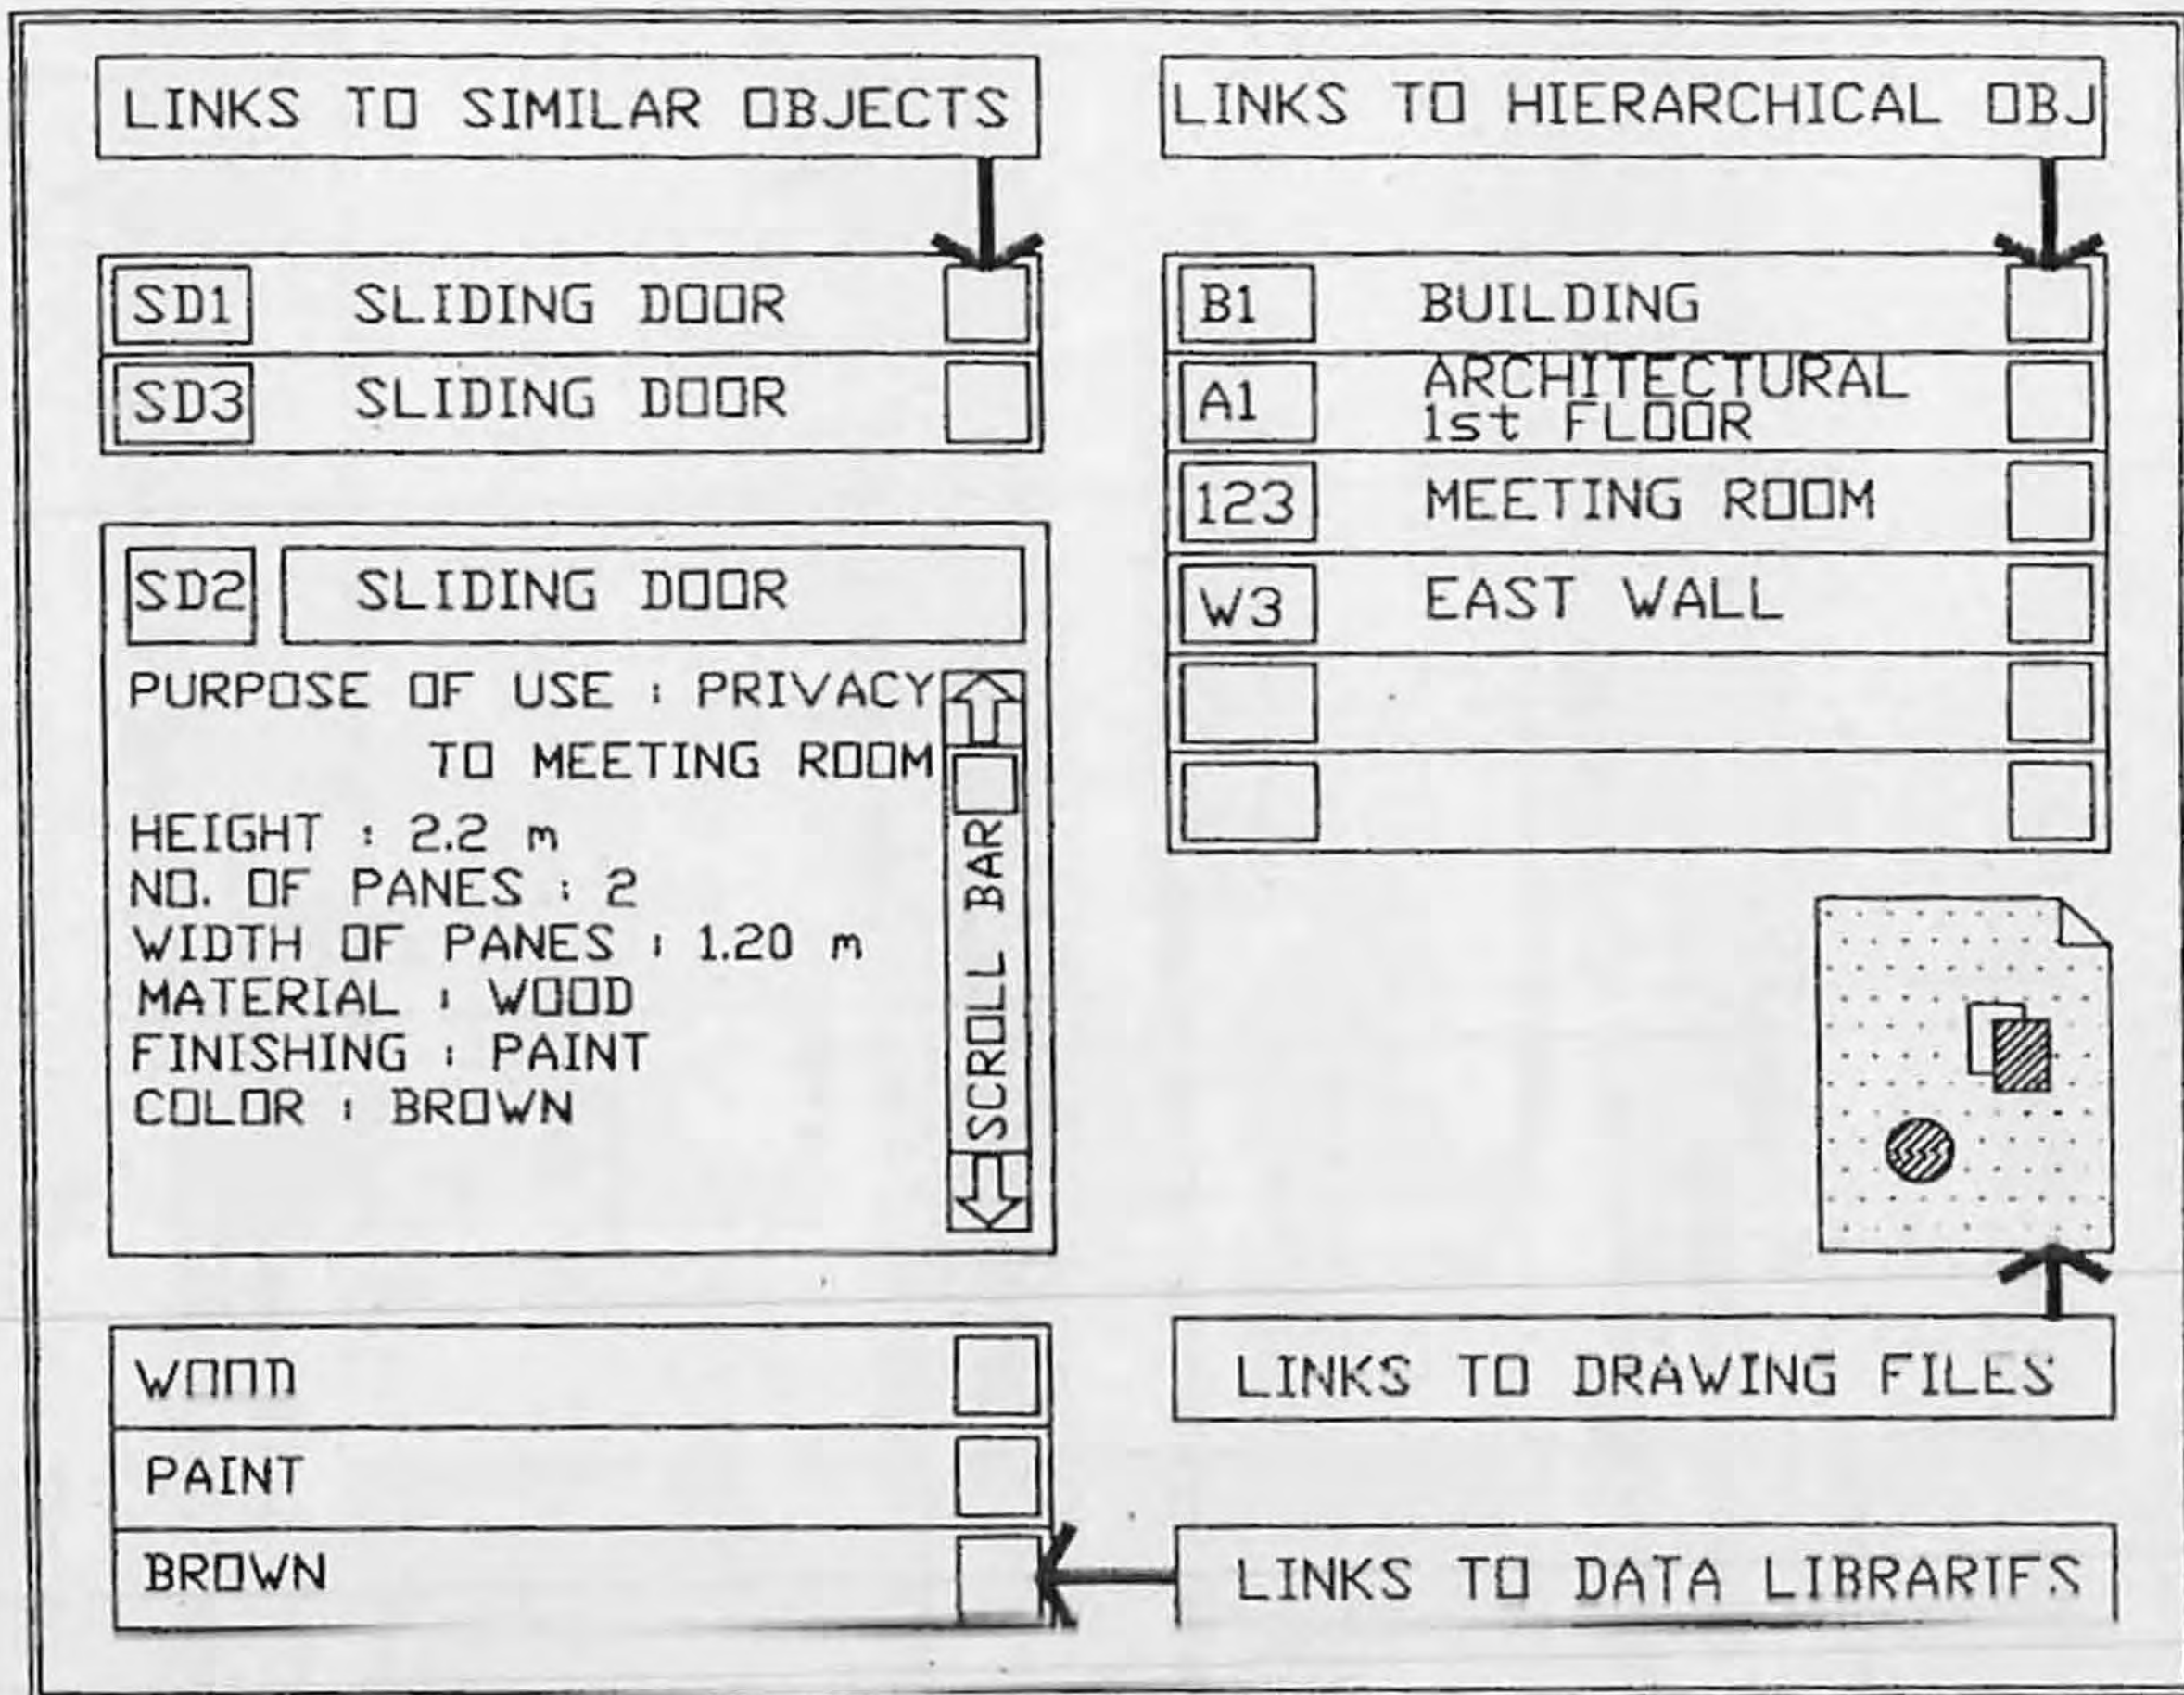 LINKS TO SIMILAR OBJECTS
SD1 SLIDING DOOR
SD3 SLIDING DOOR
SD2 SLIDING DOOR
PURPOSE OF USE : PRIVACY
TO MEETING ROOM
HEIGHT : 2.2 m
NO. OF PANES : 2
WIDTH OF PANES : 1.20 m
MATERIAL : WOOD
FINISHING : PAINT
COLOR : BROWN
SCROLL BAR
WOOD
PAINT
BROWN
LINKS TO HIERARCHICAL OBJ
B1 BUILDING
A1 ARCHITECTURAL
1st FLOOR
123 MEETING ROOM
W3 EAST WALL
LINKS TO DRAWING FILES
LINKS TO DATA LIBRARIES